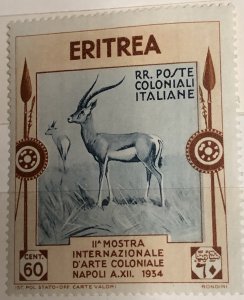 ERITREA
RR. POSTE
COLONIALI
ITALIANE
IIª MOSTRA
INTERNAZIONALE
D'ARTE COLONIALE
NAPOLI A.XII. 1934
CENT.
60
IST. POL. STATO-OFF. CARTE VALORI
RONDINI